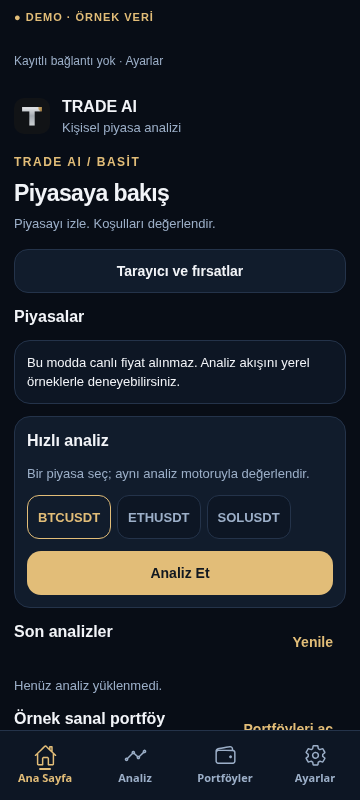 ● DEMO · ÖRNEK VERİ
Kayıtlı bağlantı yok · Ayarlar
T
TRADE AI
Kişisel piyasa analizi
TRADE AI / BASİT
Piyasaya bakış
Piyasayı izle. Koşulları değerlendir.
Tarayıcı ve fırsatlar
Piyasalar
Bu modda canlı fiyat alınmaz. Analiz akışını yerel
örneklerle deneyebilirsiniz.
Hızlı analiz
Bir piyasa seç; aynı analiz motoruyla değerlendir.
BTCUSDT ETHUSDT SOLUSDT
Analiz Et
Son analizler
Yenile
Henüz analiz yüklenmedi.
Örnek sanal portföy
Portföyleri aç
Ana Sayfa Analiz Portföyler Ayarlar